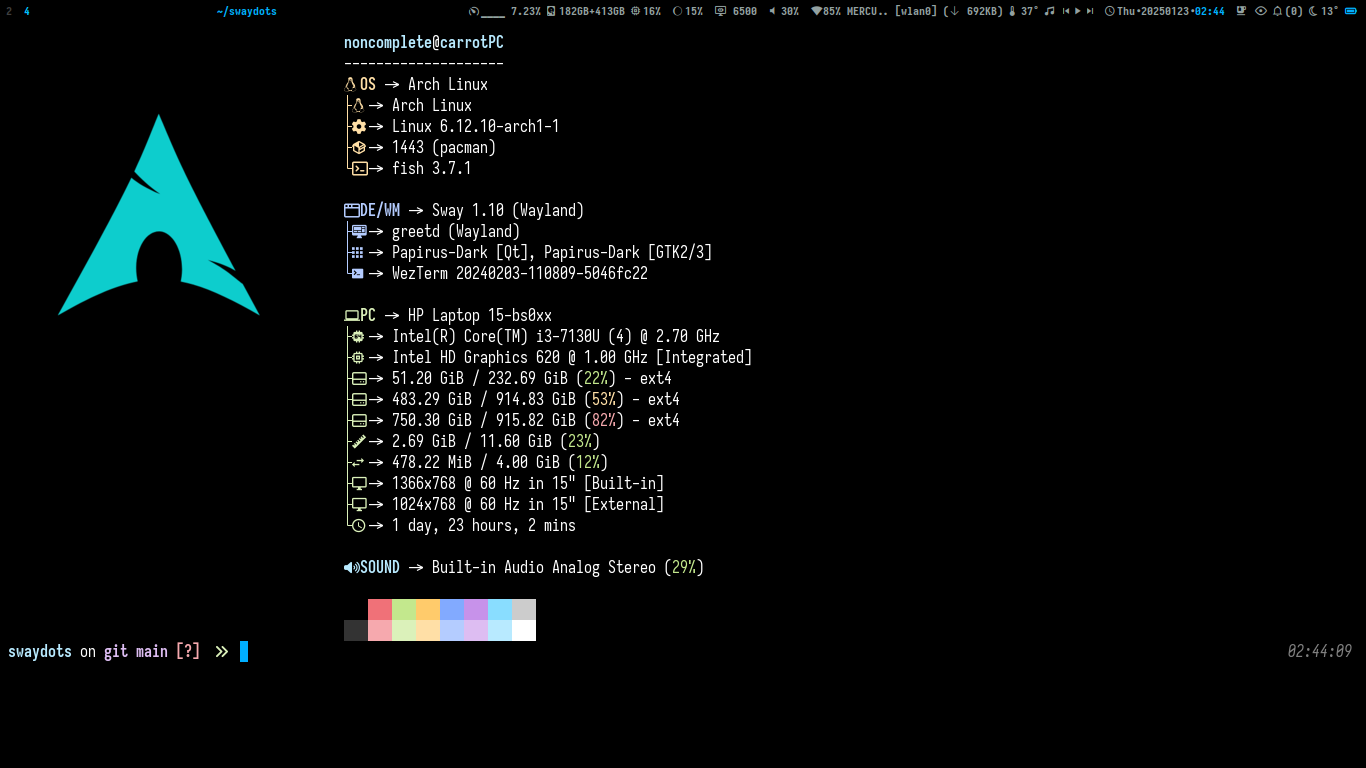 2 4 ~/swaydots 7.23% 182GB+413GB 16% 15% 6500 30% 85% MERCU.. [wlan0] (↓ 692KB) 37° Thu•20250123•02:44 (0) 13°
noncomplete@carrotPC
--------------------
OS → Arch Linux
→ Arch Linux
→ Linux 6.12.10-arch1-1
→ 1443 (pacman)
→ fish 3.7.1
DE/WM → Sway 1.10 (Wayland)
→ greetd (Wayland)
→ Papirus-Dark [Qt], Papirus-Dark [GTK2/3]
→ WezTerm 20240203-110809-5046fc22
PC → HP Laptop 15-bs0xx
→ Intel(R) Core(TM) i3-7130U (4) @ 2.70 GHz
→ Intel HD Graphics 620 @ 1.00 GHz [Integrated]
→ 51.20 GiB / 232.69 GiB (22%) - ext4
→ 483.29 GiB / 914.83 GiB (53%) - ext4
→ 750.30 GiB / 915.82 GiB (82%) - ext4
→ 2.69 GiB / 11.60 GiB (23%)
→ 478.22 MiB / 4.00 GiB (12%)
→ 1366x768 @ 60 Hz in 15" [Built-in]
→ 1024x768 @ 60 Hz in 15" [External]
→ 1 day, 23 hours, 2 mins
SOUND → Built-in Audio Analog Stereo (29%)
swaydots on git main [?] » 02:44:09